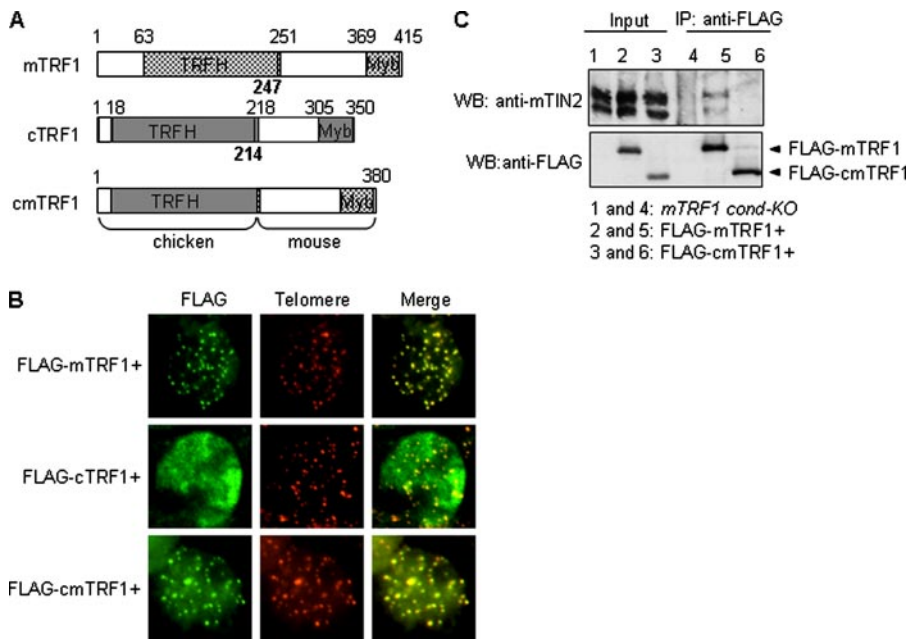 A
1 63 251 369 415
mTRF1 TRFH Myb
247
1 18 218 305 350
cTRF1 TRFH Myb
214
1 380
cmTRF1 TRFH Myb
chicken mouse
B
FLAG Telomere Merge
FLAG-mTRF1+
FLAG-cTRF1+
FLAG-cmTRF1+
C
Input IP: anti-FLAG
1 2 3 4 5 6
WB: anti-mTIN2
WB:anti-FLAG
FLAG-mTRF1
FLAG-cmTRF1
1 and 4: mTRF1 cond-KO
2 and 5: FLAG-mTRF1+
3 and 6: FLAG-cmTRF1+